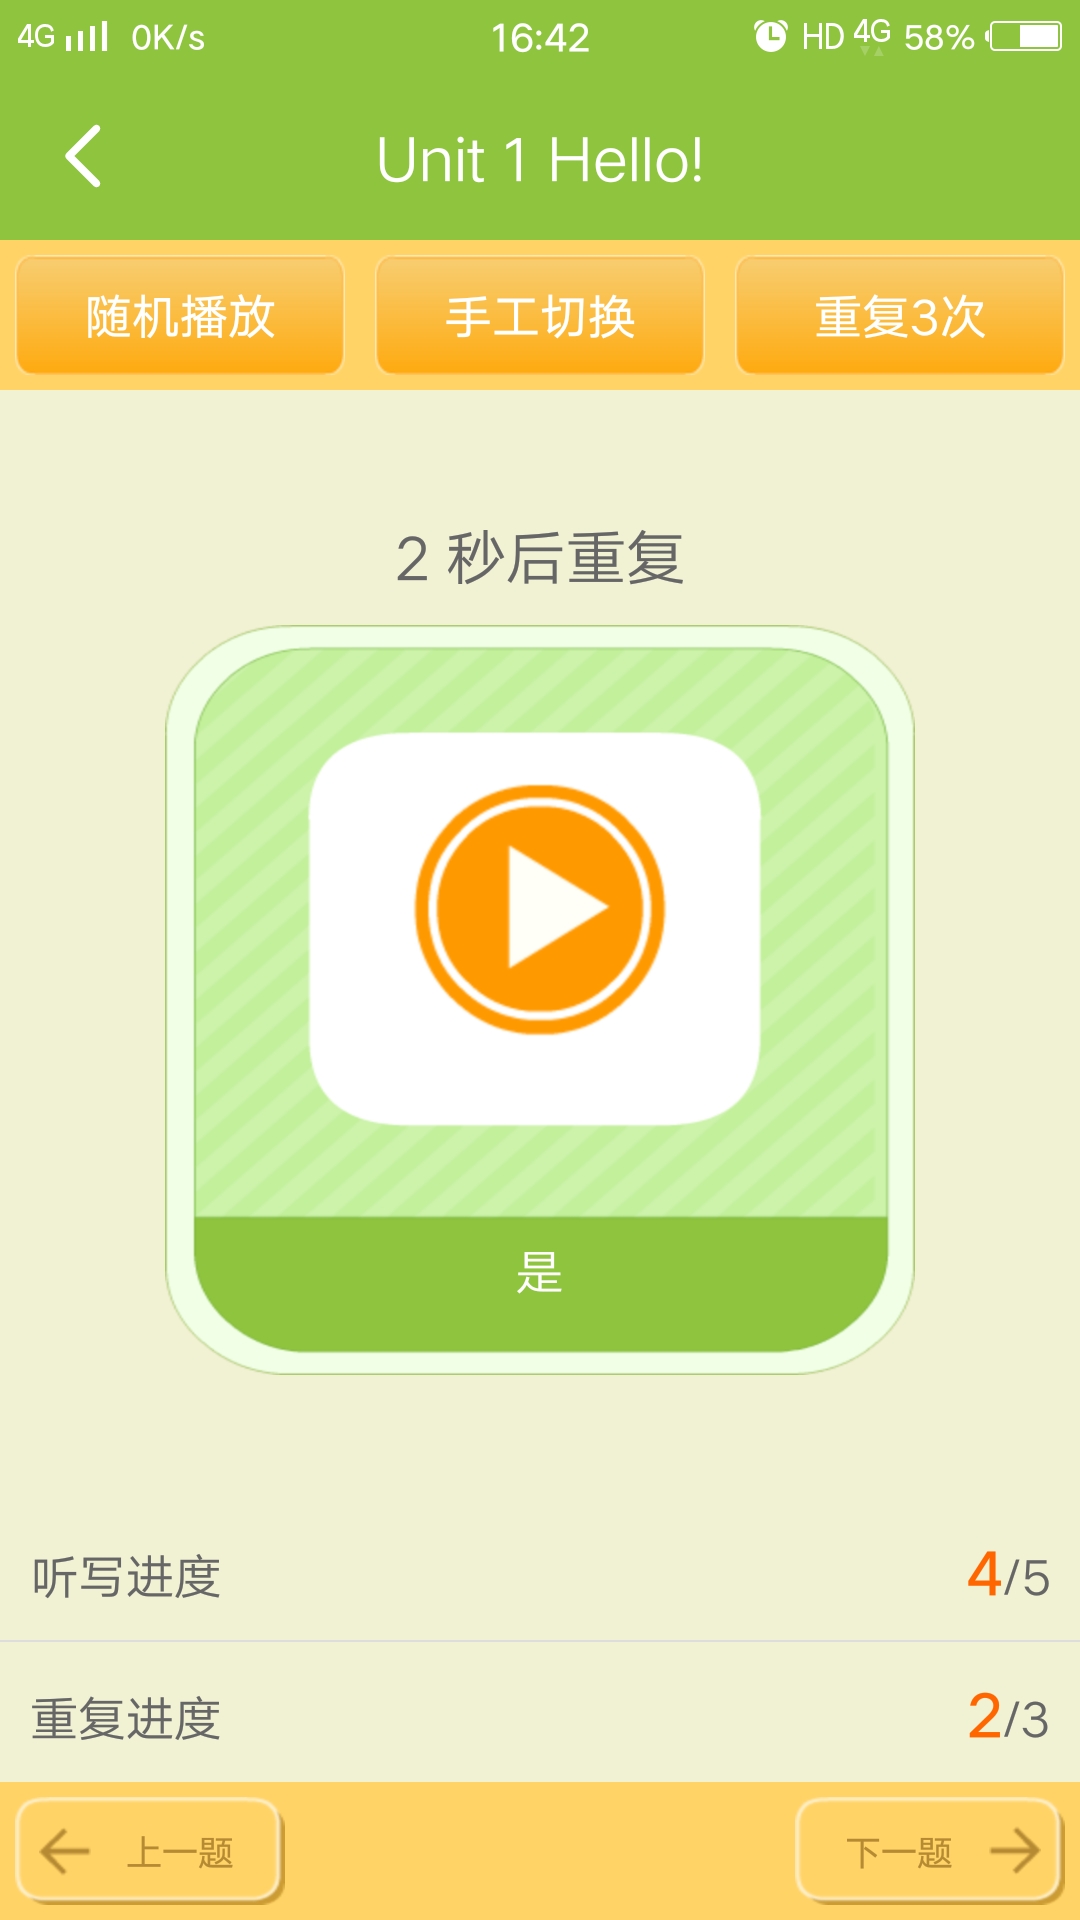 4G 0K/s 16:42 HD 4G 58%
Unit 1 Hello!
随机播放 手工切换 重复3次
2 秒后重复
是
听写进度 4/5
重复进度 2/3
上一题 下一题